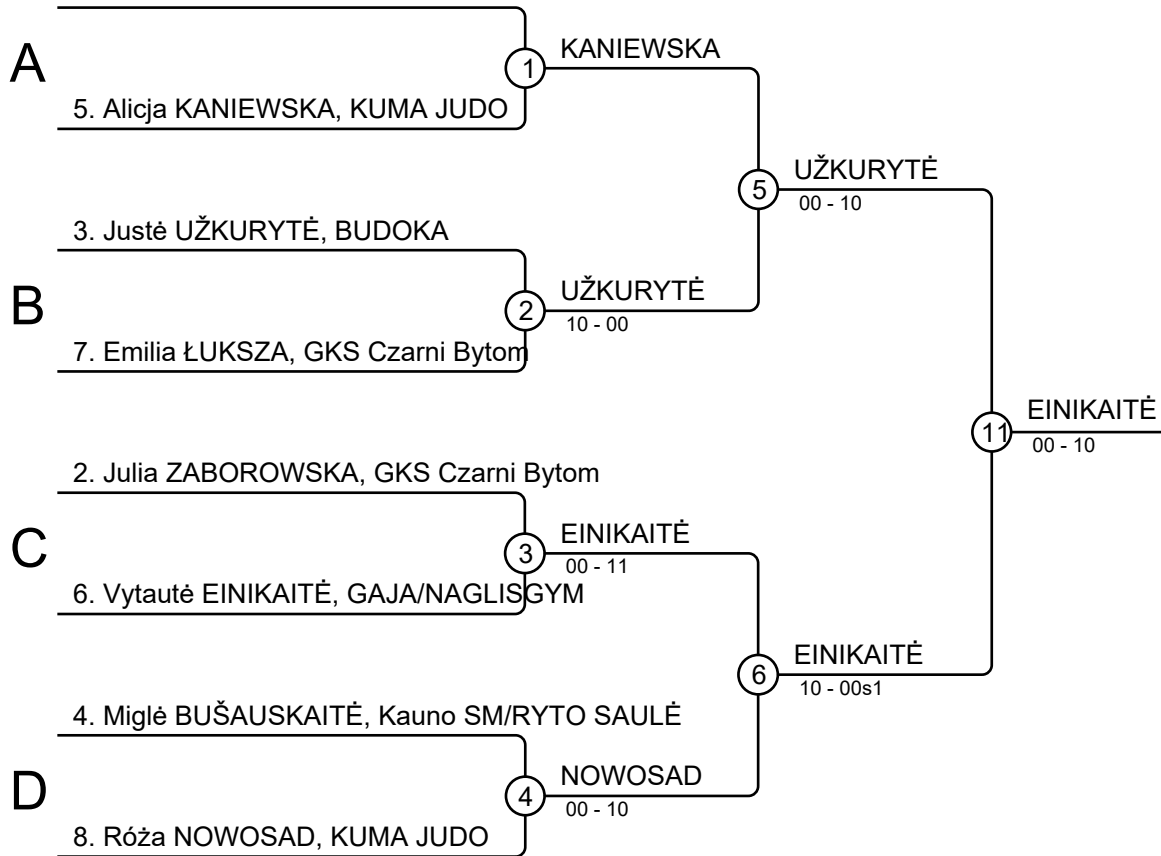 A
1
KANIEWSKA
5. Alicja KANIEWSKA, KUMA JUDO
5
UŽKURYTĖ
00 - 10
3. Justė UŽKURYTĖ, BUDOKA
B
2
UŽKURYTĖ
10 - 00
7. Emilia ŁUKSZA, GKS Czarni Bytom
11
EINIKAITĖ
00 - 10
2. Julia ZABOROWSKA, GKS Czarni Bytom
C
3
EINIKAITĖ
00 - 11
6. Vytautė EINIKAITĖ, GAJA/NAGLISGYM
6
EINIKAITĖ
10 - 00s1
4. Miglė BUŠAUSKAITĖ, Kauno SM/RYTO SAULĖ
D
4
NOWOSAD
00 - 10
8. Róża NOWOSAD, KUMA JUDO